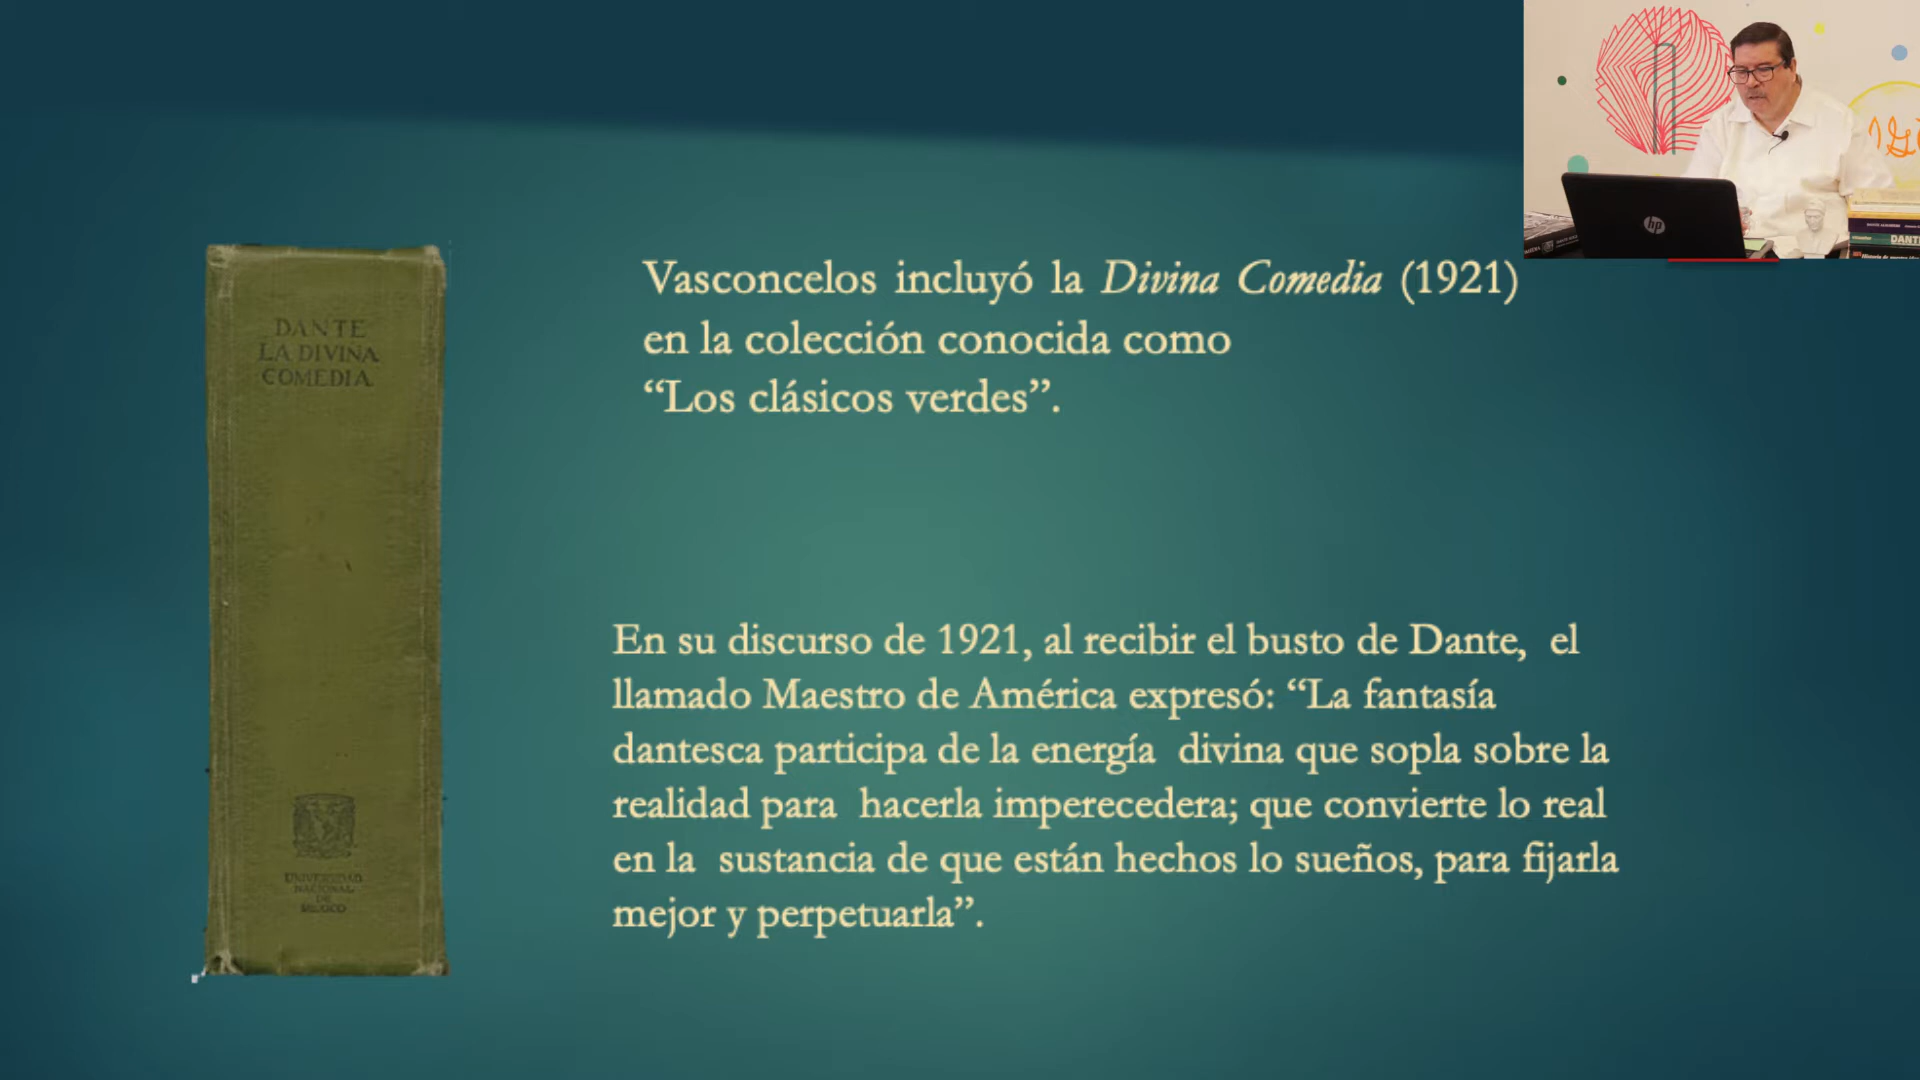 DANTE
LA DIVINA
COMEDIA
UNIVERSIDAD
NACIONAL
DE
MEXICO
Vasconcelos incluyó la Divina Comedia (1921)
en la colección conocida como
“Los clásicos verdes”.
En su discurso de 1921, al recibir el busto de Dante, el
llamado Maestro de América expresó: “La fantasía
dantesca participa de la energía divina que sopla sobre la
realidad para hacerla imperecedera; que convierte lo real
en la sustancia de que están hechos lo sueños, para fijarla
mejor y perpetuarla”.
hp
DANTE